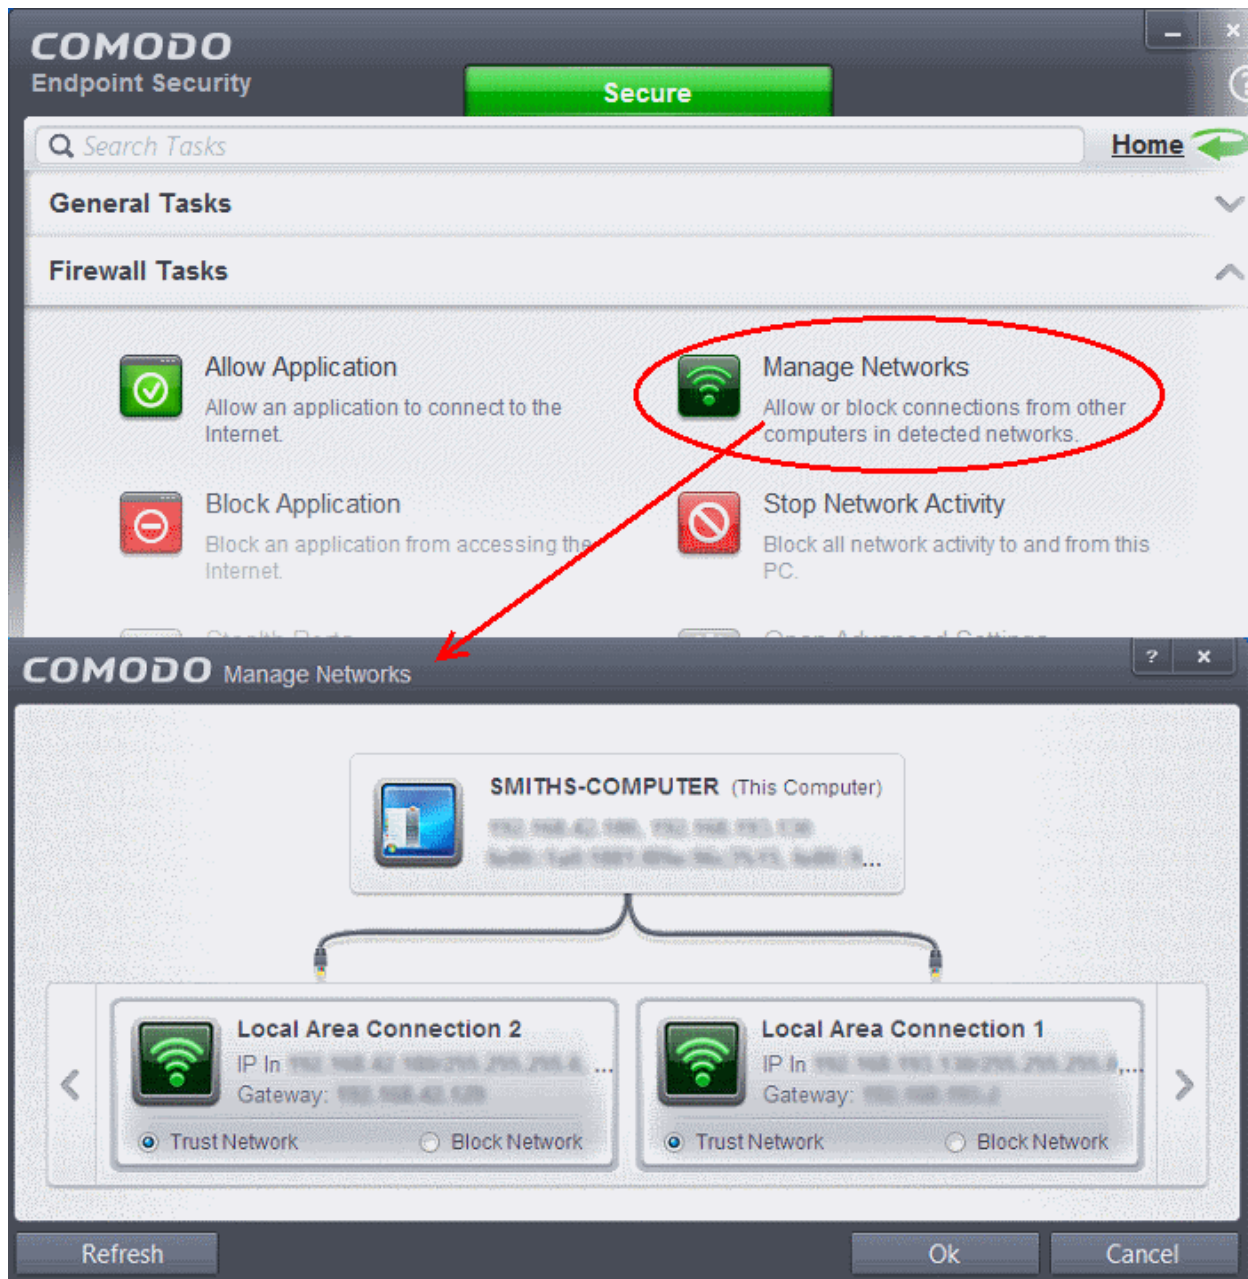 COMODO
Endpoint Security
Secure
Search Tasks
Home
General Tasks
Firewall Tasks
Allow Application
Allow an application to connect to the
Internet.
Manage Networks
Allow or block connections from other
computers in detected networks.
Block Application
Block an application from accessing the
Internet.
Stop Network Activity
Block all network activity to and from this
PC.
COMODO Manage Networks
SMITHS-COMPUTER (This Computer)
Local Area Connection 2
IP In
Gateway:
Trust Network
Block Network
Local Area Connection 1
IP In
Gateway:
Trust Network
Block Network
Refresh
Ok
Cancel